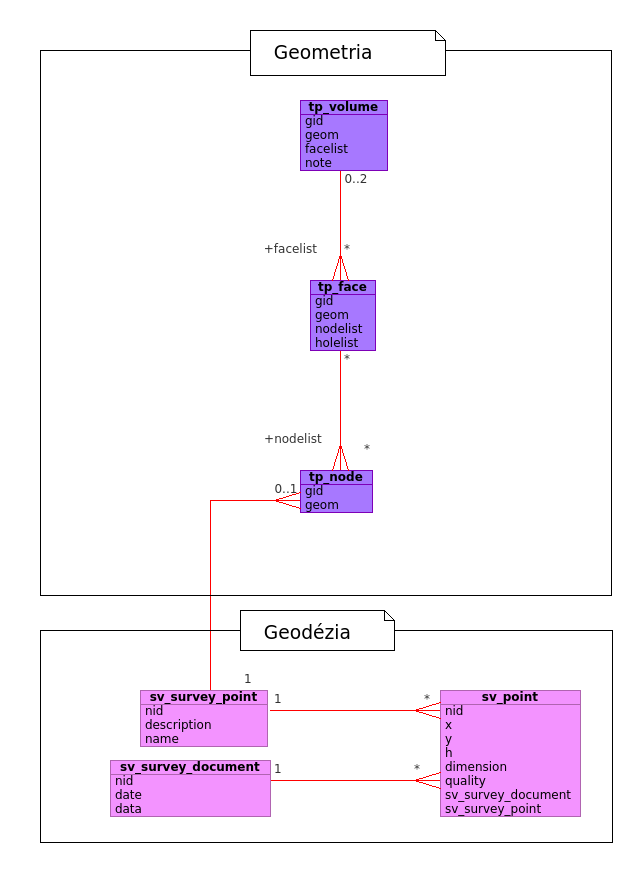 Geometria
tp_volume
gid
geom
facelist
note
0..2
+facelist
*
tp_face
gid
geom
nodelist
holelist
*
+nodelist
*
tp_node
0..1
gid
geom
Geodézia
1
sv_survey_point
nid
description
name
1
*
sv_point
nid
x
y
h
dimension
quality
sv_survey_document
sv_survey_point
sv_survey_document
nid
date
data
1
*